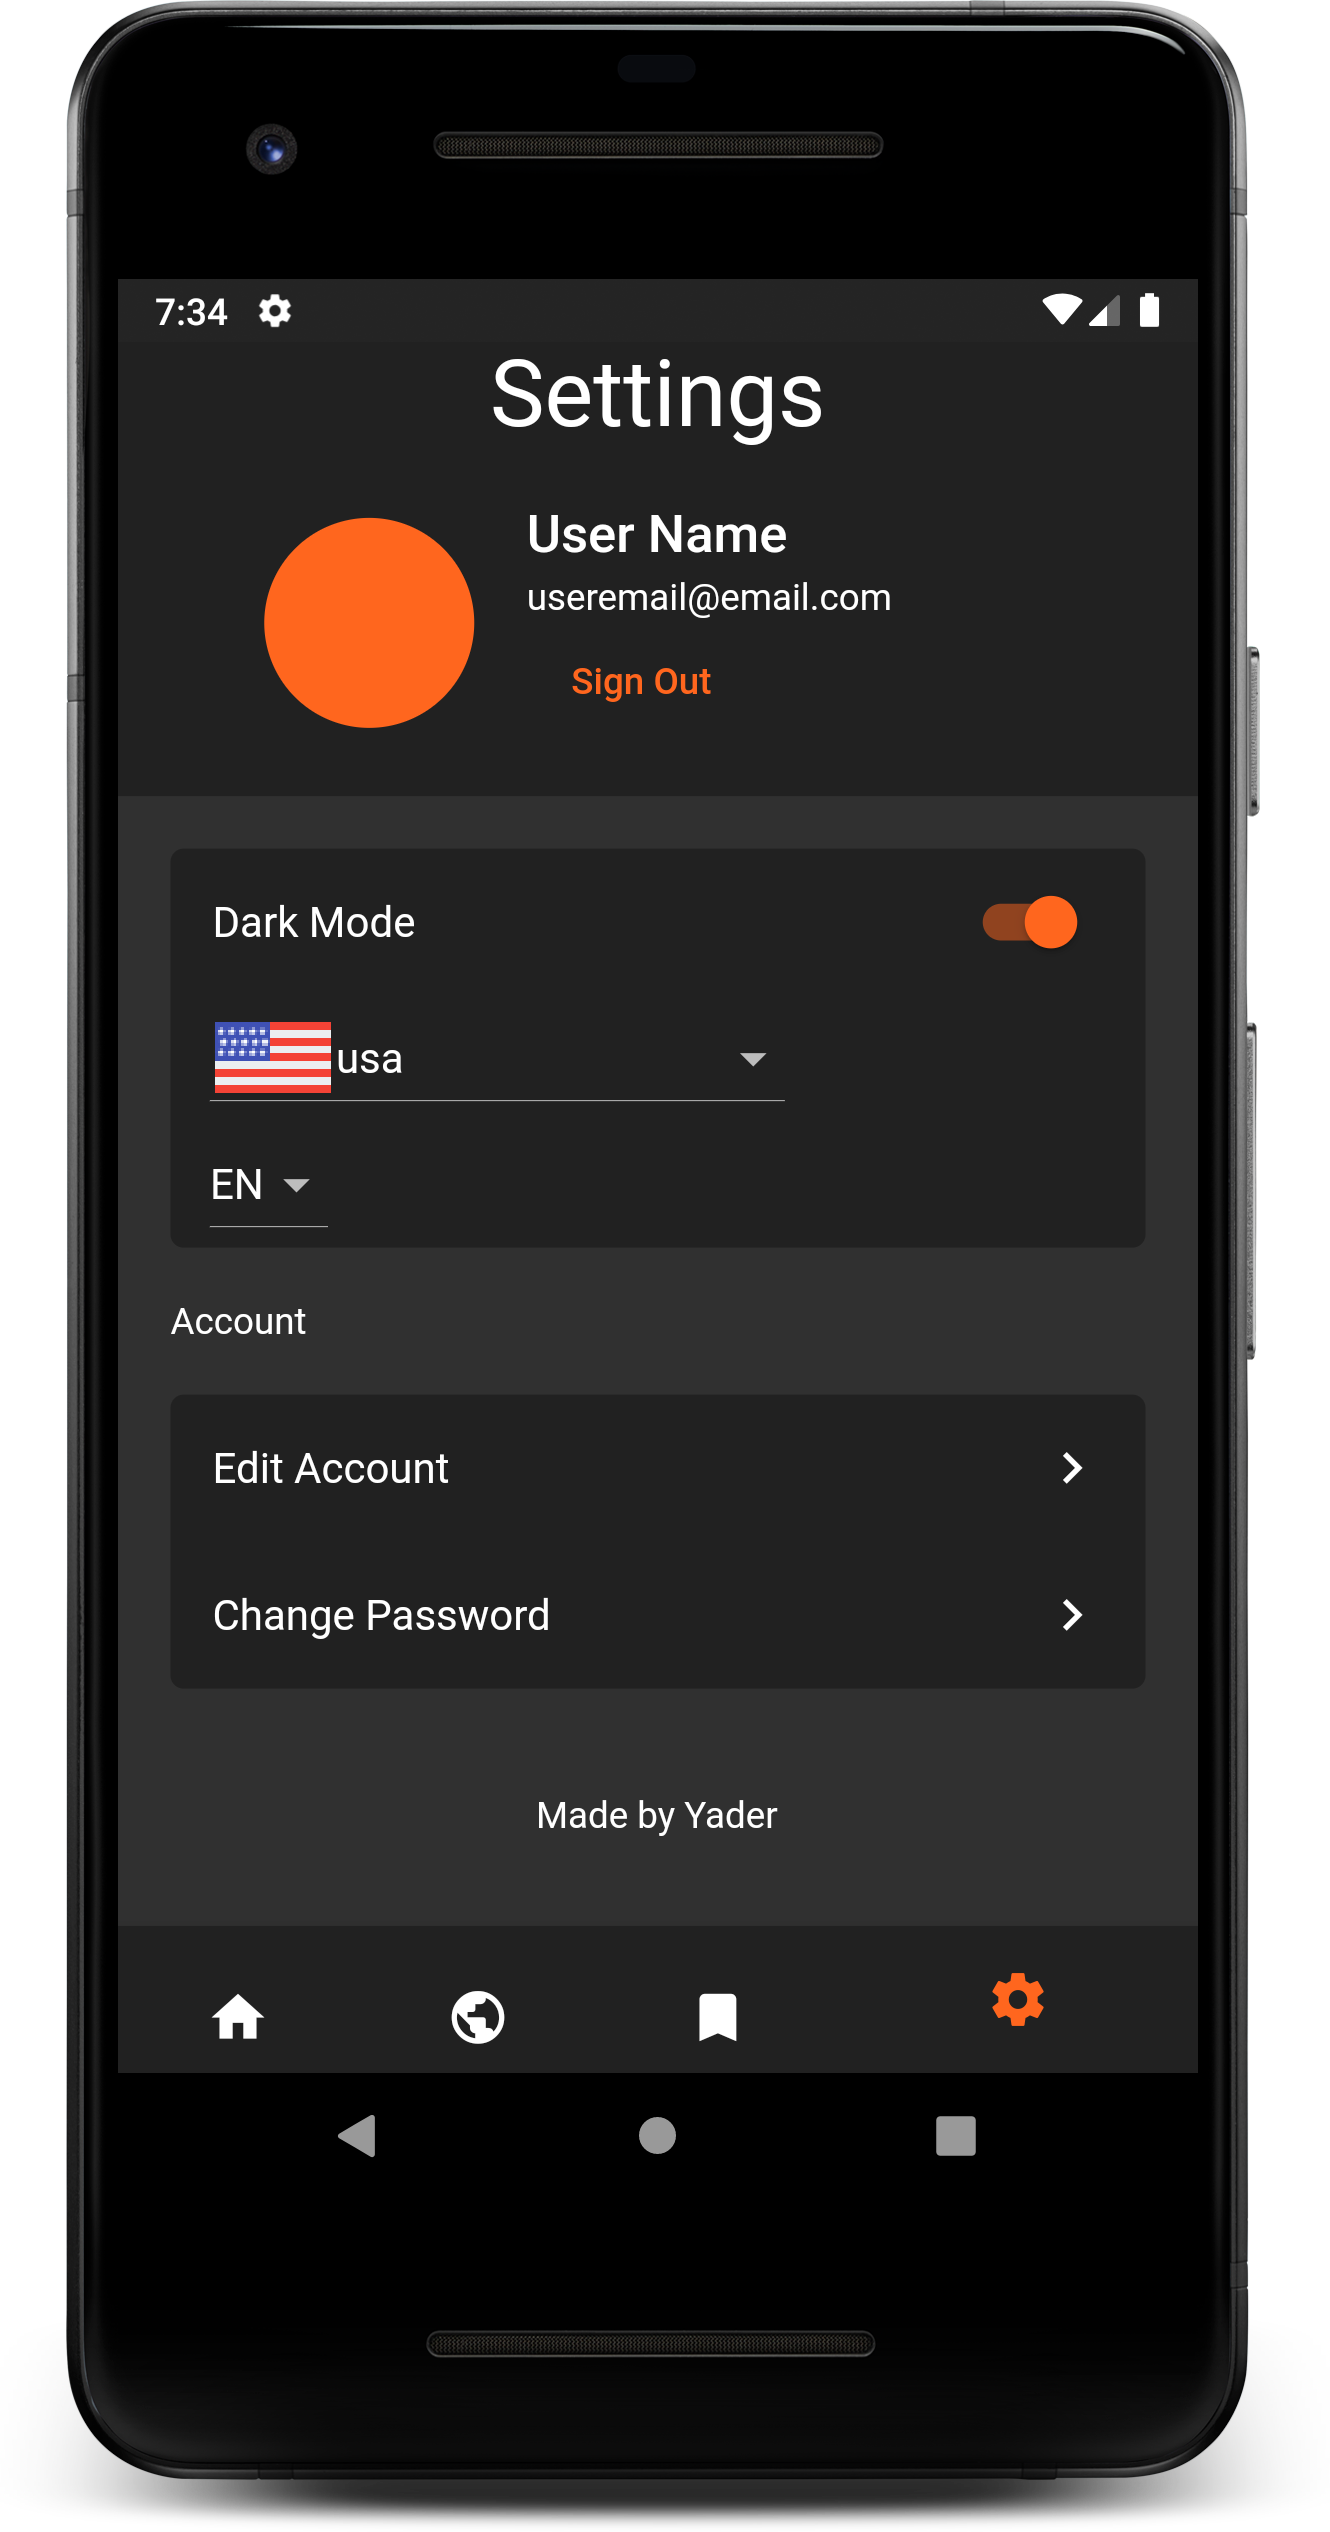 7:34
Settings
User Name
useremail@email.com
Sign Out
Dark Mode
usa
EN
Account
Edit Account
Change Password
Made by Yader